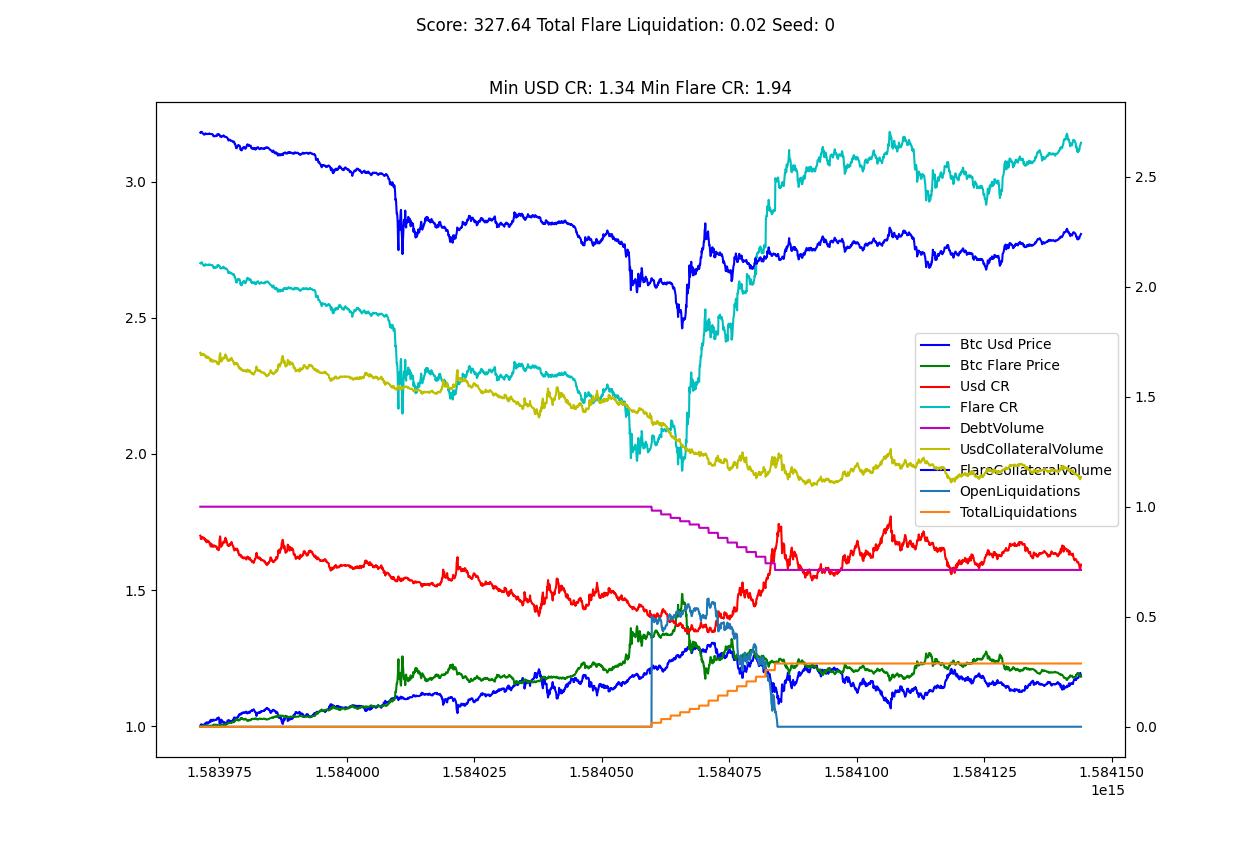 Score: 327.64 Total Flare Liquidation: 0.02 Seed: 0
Min USD CR: 1.34 Min Flare CR: 1.94
3.0
2.5
2.0
1.5
1.0
2.5
2.0
1.5
1.0
0.5
0.0
Btc Usd Price
Btc Flare Price
Usd CR
Flare CR
DebtVolume
UsdCollateralVolume
FlareCollateralVolume
OpenLiquidations
TotalLiquidations
1.583975 1.584000 1.584025 1.584050 1.584075 1.584100 1.584125 1.584150
1e15